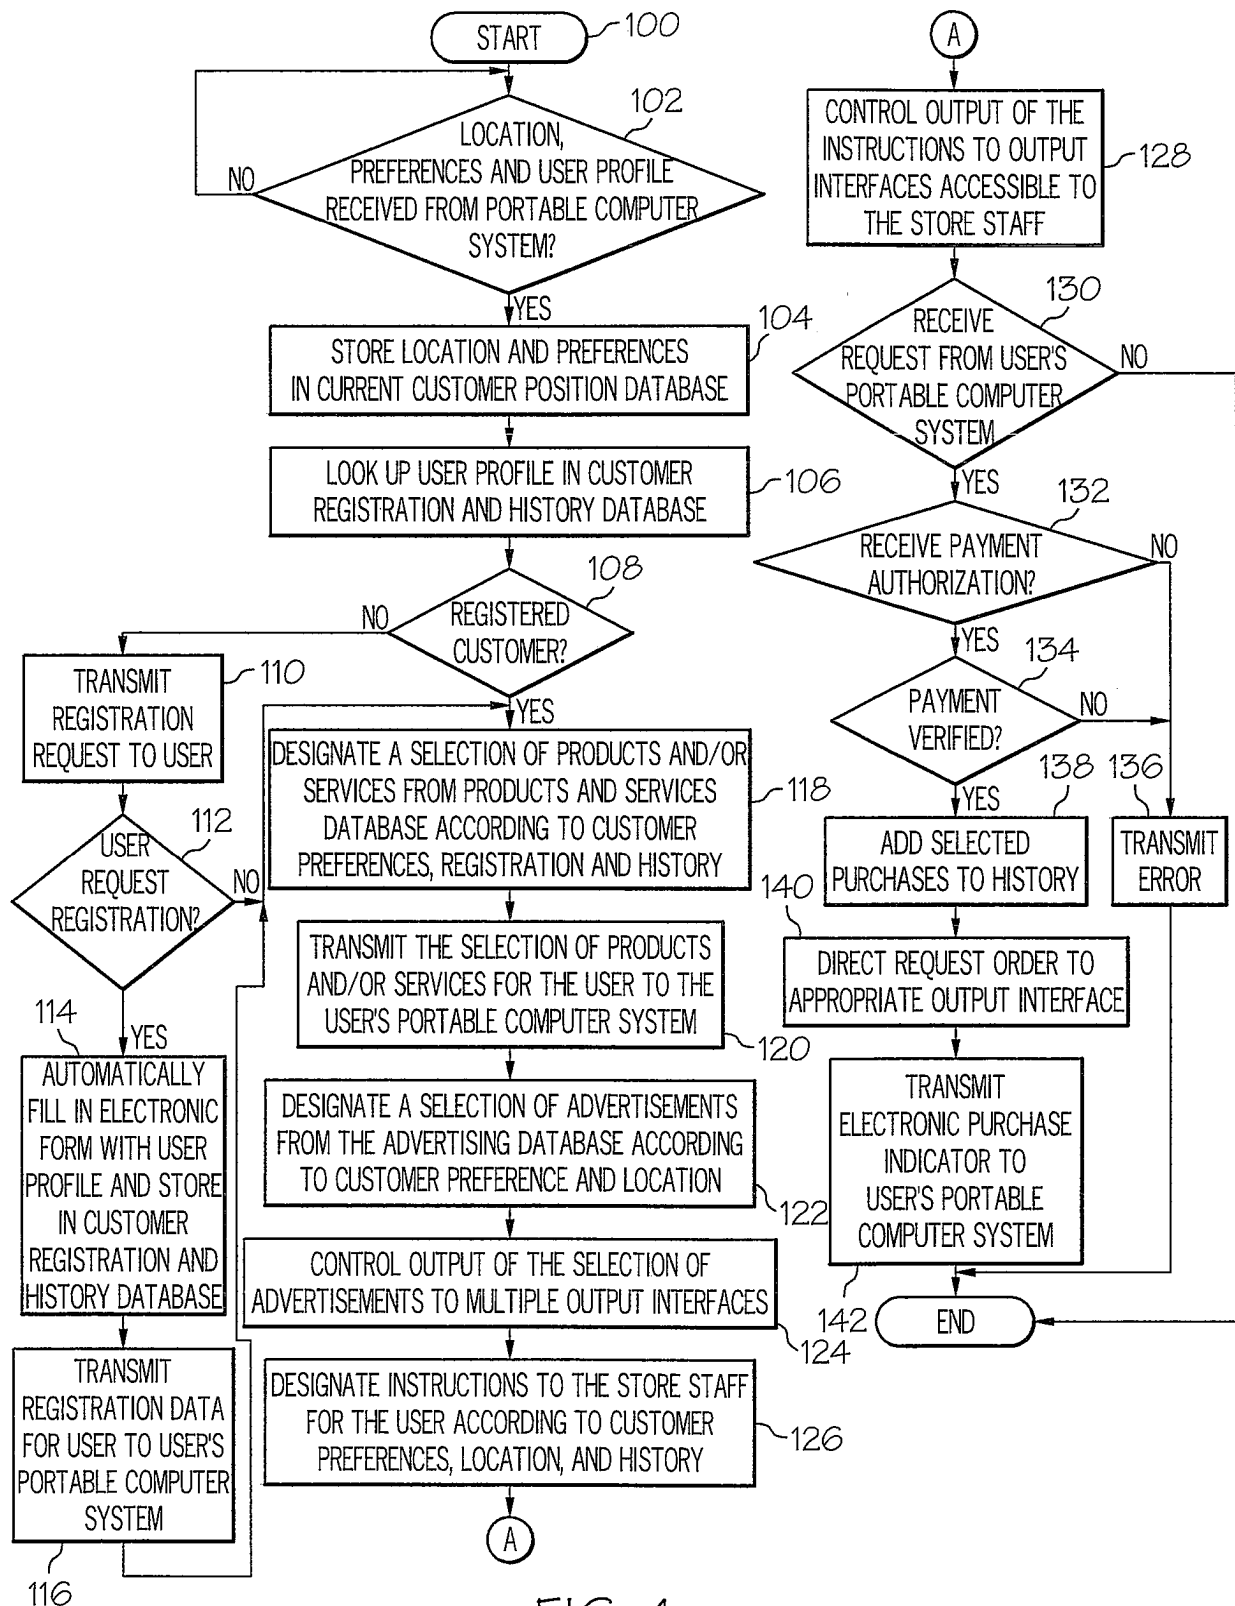 START
100
102
LOCATION,
PREFERENCES AND USER PROFILE
RECEIVED FROM PORTABLE COMPUTER
SYSTEM?
NO
YES
104
STORE LOCATION AND PREFERENCES
IN CURRENT CUSTOMER POSITION DATABASE
LOOK UP USER PROFILE IN CUSTOMER
REGISTRATION AND HISTORY DATABASE
106
108
REGISTERED
CUSTOMER?
NO
YES
110
TRANSMIT
REGISTRATION
REQUEST TO USER
112
USER
REQUEST
REGISTRATION?
NO
YES
114
AUTOMATICALLY
FILL IN ELECTRONIC
FORM WITH USER
PROFILE AND STORE
IN CUSTOMER
REGISTRATION AND
HISTORY DATABASE
TRANSMIT
REGISTRATION DATA
FOR USER TO USER'S
PORTABLE COMPUTER
SYSTEM
116
DESIGNATE A SELECTION OF PRODUCTS AND/OR
SERVICES FROM PRODUCTS AND SERVICES
DATABASE ACCORDING TO CUSTOMER
PREFERENCES, REGISTRATION AND HISTORY
118
TRANSMIT THE SELECTION OF PRODUCTS
AND/OR SERVICES FOR THE USER TO THE
USER'S PORTABLE COMPUTER SYSTEM
120
DESIGNATE A SELECTION OF ADVERTISEMENTS
FROM THE ADVERTISING DATABASE ACCORDING
TO CUSTOMER PREFERENCE AND LOCATION
122
CONTROL OUTPUT OF THE SELECTION OF
ADVERTISEMENTS TO MULTIPLE OUTPUT INTERFACES
124
DESIGNATE INSTRUCTIONS TO THE STORE STAFF
FOR THE USER ACCORDING TO CUSTOMER
PREFERENCES, LOCATION, AND HISTORY
126
A
A
CONTROL OUTPUT OF THE
INSTRUCTIONS TO OUTPUT
INTERFACES ACCESSIBLE TO
THE STORE STAFF
128
130
RECEIVE
REQUEST FROM USER'S
PORTABLE COMPUTER
SYSTEM
NO
YES
132
RECEIVE PAYMENT
AUTHORIZATION?
NO
YES
134
PAYMENT
VERIFIED?
NO
YES
138
136
ADD SELECTED
PURCHASES TO HISTORY
TRANSMIT
ERROR
140
DIRECT REQUEST ORDER TO
APPROPRIATE OUTPUT INTERFACE
TRANSMIT
ELECTRONIC PURCHASE
INDICATOR TO
USER'S PORTABLE
COMPUTER SYSTEM
142
END